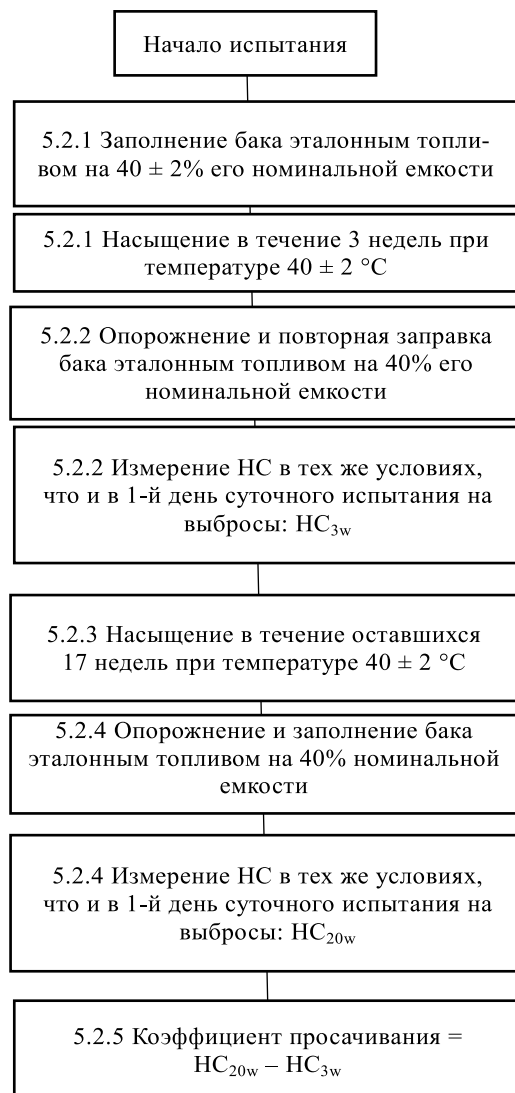 Начало испытания
5.2.1 Заполнение бака эталонным топли-
вом на 40 ± 2% его номинальной емкости
5.2.1 Насыщение в течение 3 недель при
температуре 40 ± 2 °C
5.2.2 Опорожнение и повторная заправка
бака эталонным топливом на 40% его
номинальной емкости
5.2.2 Измерение НС в тех же условиях,
что и в 1-й день суточного испытания на
выбросы: HC3w
5.2.3 Насыщение в течение оставшихся
17 недель при температуре 40 ± 2 °C
5.2.4 Опорожнение и заполнение бака
эталонным топливом на 40% номинальной
емкости
5.2.4 Измерение НС в тех же условиях,
что и в 1-й день суточного испытания на
выбросы: HC20w
5.2.5 Коэффициент просачивания =
HC20w – HC3w